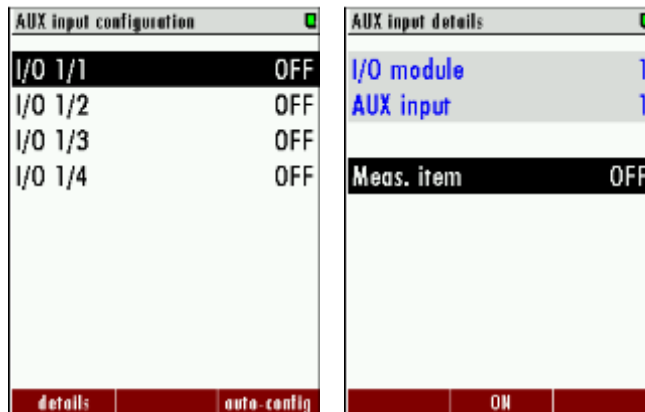 AUX input configuration
I/O 1/1 OFF
I/O 1/2 OFF
I/O 1/3 OFF
I/O 1/4 OFF
details auto-config
AUX input details
I/O module 1
AUX input 1
Meas. item OFF
ON